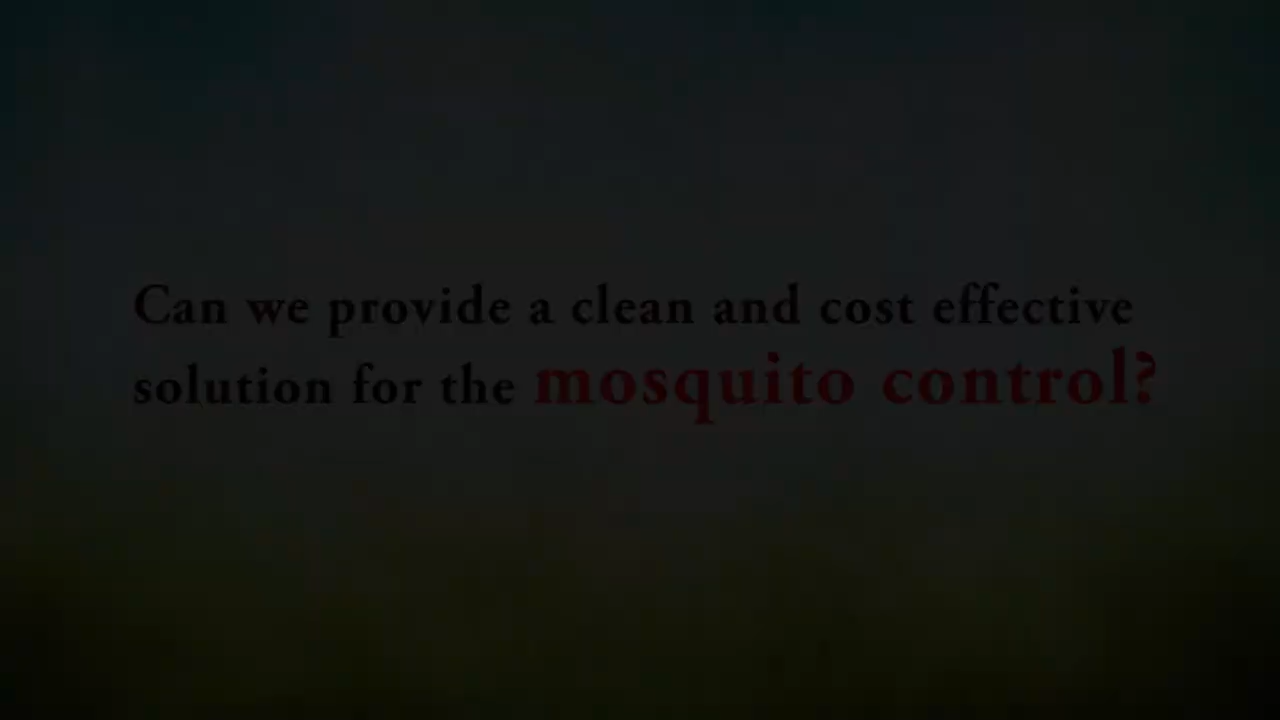 Can we provide a clean and cost effective
solution for the mosquito control?